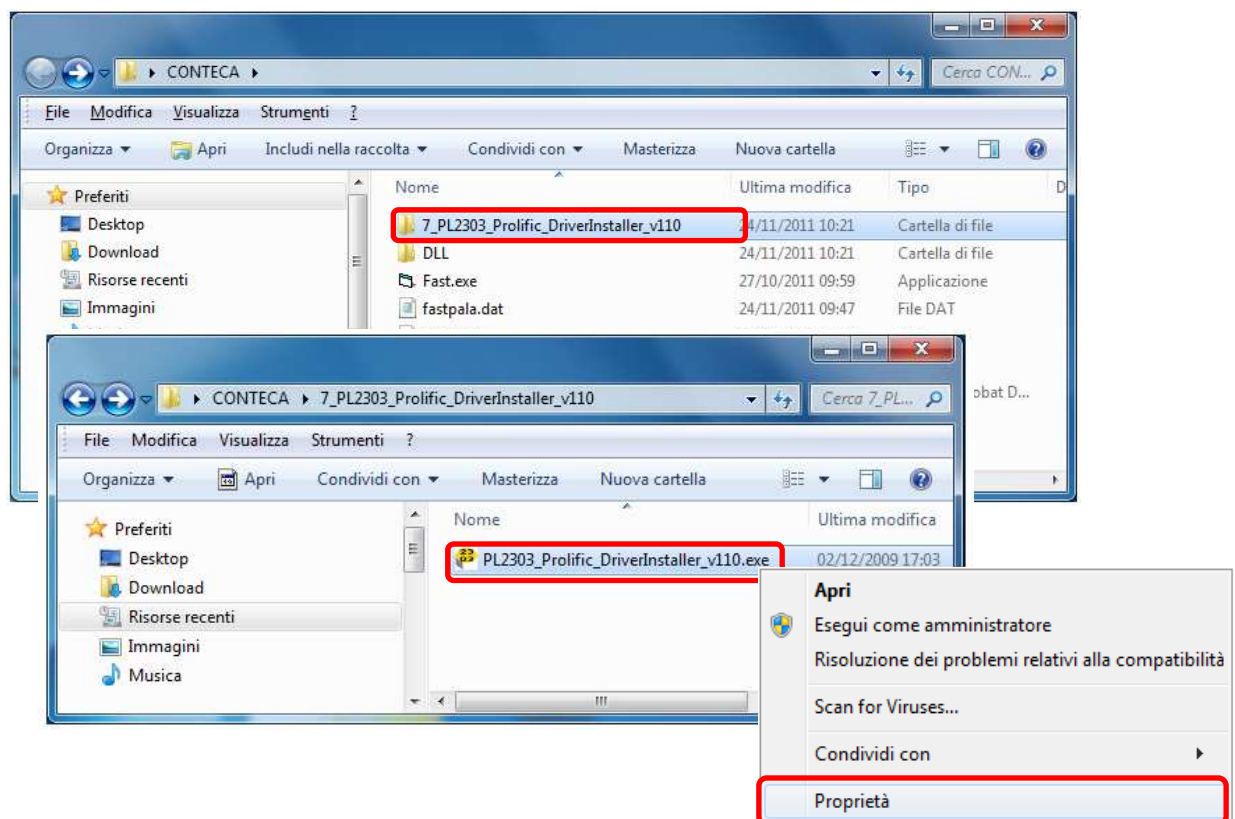 CONTECA
Cerca CON...
File Modifica Visualizza Strumenti ?
Organizza Apri Includi nella raccolta Condividi con Masterizza Nuova cartella
Preferiti
Desktop
Download
Risorse recenti
Immagini
Nome Ultima modifica Tipo D
7_PL2303_Prolific_DriverInstaller_v110 24/11/2011 10:21 Cartella di file
DLL 24/11/2011 10:21 Cartella di file
Fast.exe 27/10/2011 09:59 Applicazione
fastpala.dat 24/11/2011 09:47 File DAT
obat D...
CONTECA 7_PL2303_Prolific_DriverInstaller_v110
Cerca 7_PL...
File Modifica Visualizza Strumenti ?
Organizza Apri Condividi con Masterizza Nuova cartella
Preferiti
Desktop
Download
Risorse recenti
Immagini
Musica
Nome Ultima modifica
PL2303_Prolific_DriverInstaller_v110.exe 02/12/2009 17:03
Apri
Esegui come amministratore
Risoluzione dei problemi relativi alla compatibilità
Scan for Viruses...
Condividi con
Proprietà